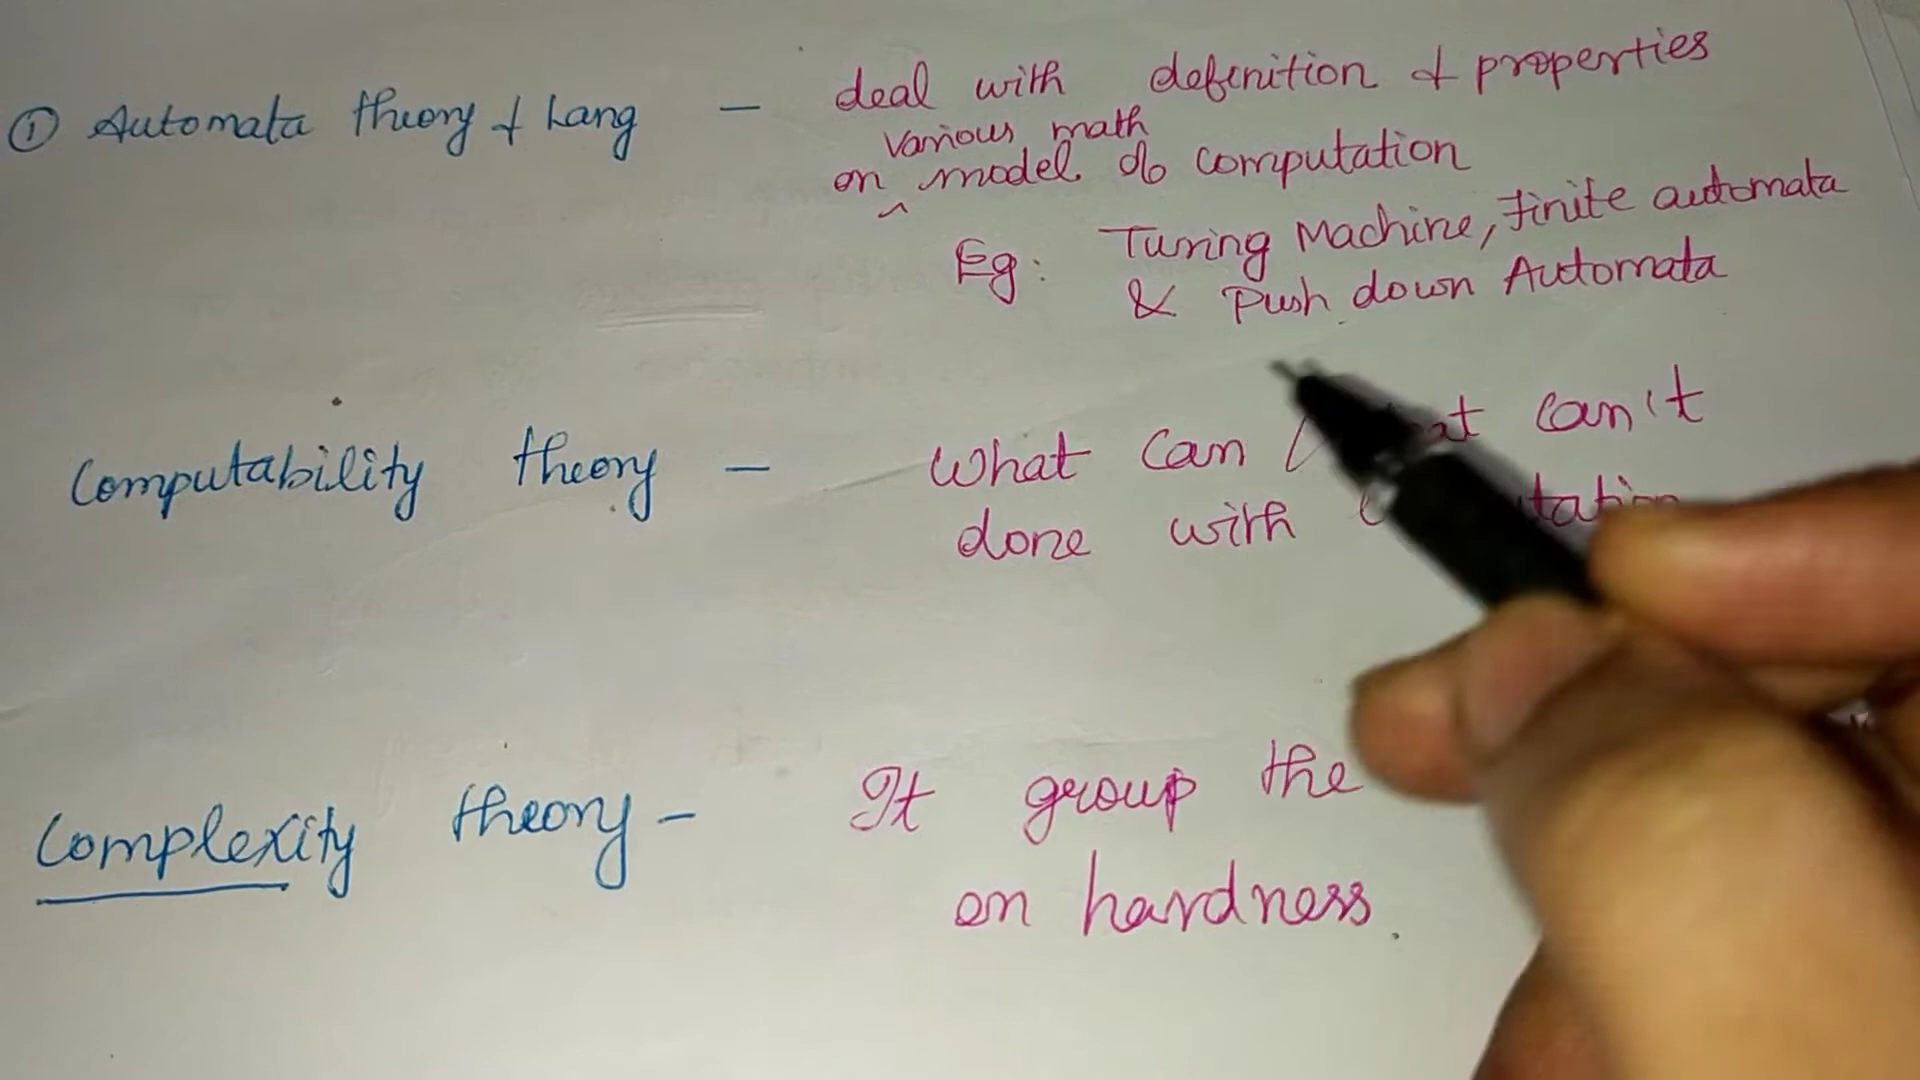 ① Automata theory & Lang — deal with definition & properties
various math
on model of computation
Eg: Turing Machine, finite automata
& Push down Automata
Computability theory — What can can't
done with
Complexity theory - It group the
on hardness.